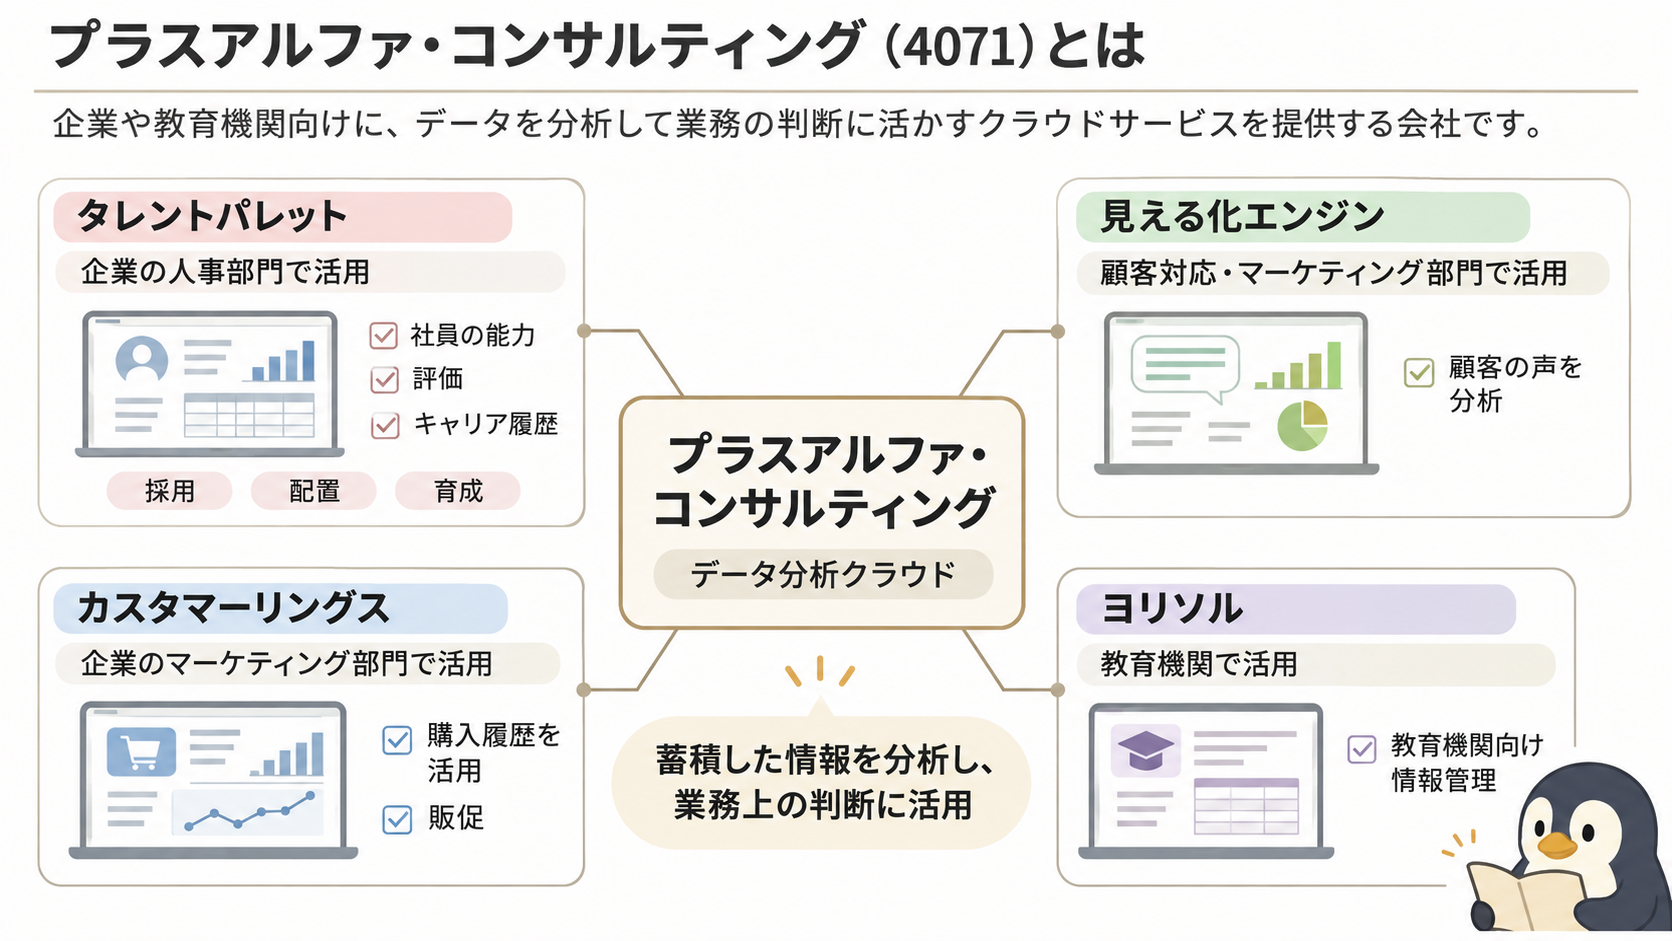 プラスアルファ・コンサルティング（4071）とは
企業や教育機関向けに、データを分析して業務の判断に活かすクラウドサービスを提供する会社です。
タレントパレット
企業の人事部門で活用
社員の能力
評価
キャリア履歴
採用
配置
育成
見える化エンジン
顧客対応・マーケティング部門で活用
顧客の声を
分析
プラスアルファ・
コンサルティング
データ分析クラウド
カスタマーリングス
企業のマーケティング部門で活用
購入履歴を
活用
販促
蓄積した情報を分析し、
業務上の判断に活用
ヨリソル
教育機関で活用
教育機関向け
情報管理